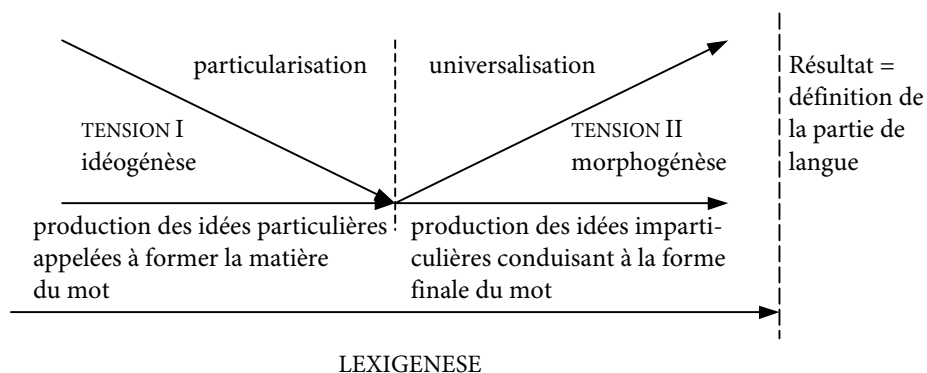 particularisation
universalisation
Résultat =
définition de
la partie de
langue
TENSION I
idéogénèse
TENSION II
morphogénèse
production des idées particulières
appelées à former la matière
du mot
production des idées imparti-
culières conduisant à la forme
finale du mot
LEXIGENESE